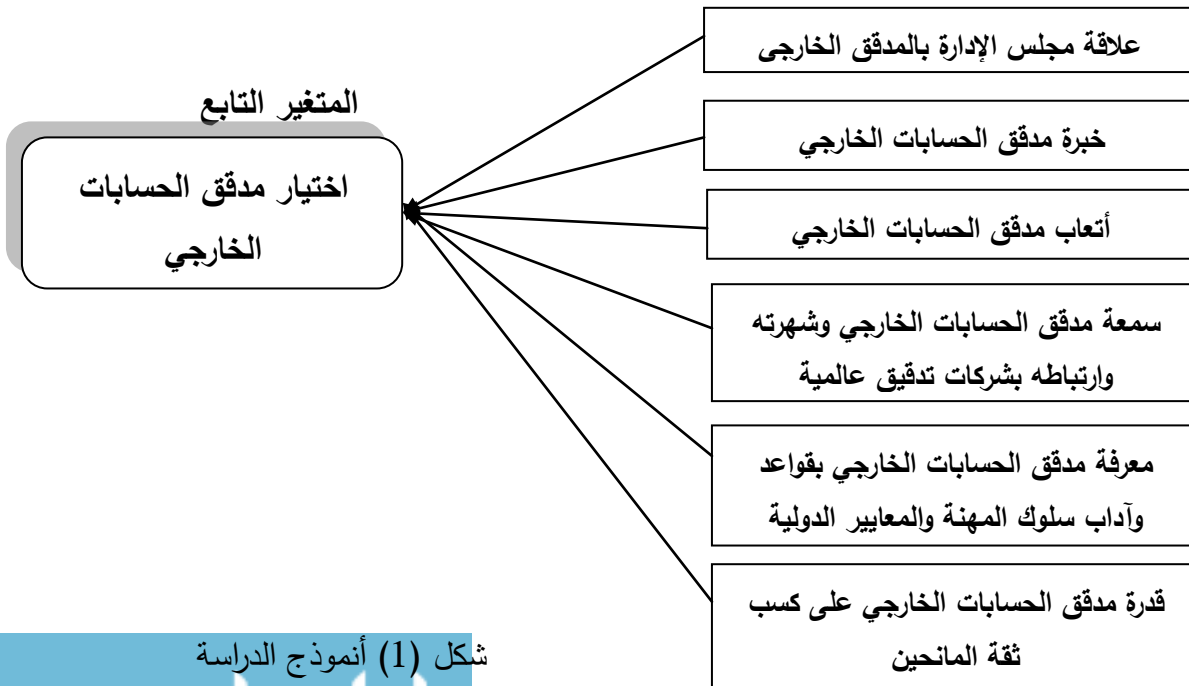 علاقة مجلس الإدارة بالمدقق الخارجى
خبرة مدقق الحسابات الخارجي
أتعاب مدقق الحسابات الخارجي
سمعة مدقق الحسابات الخارجي وشهرته
وارتباطه بشركات تدقيق عالمية
معرفة مدقق الحسابات الخارجي بقواعد
وآداب سلوك المهنة والمعايير الدولية
قدرة مدقق الحسابات الخارجي على كسب
ثقة المانحين
المتغير التابع
اختيار مدقق الحسابات
الخارجي
شكل (1) أنموذج الدراسة